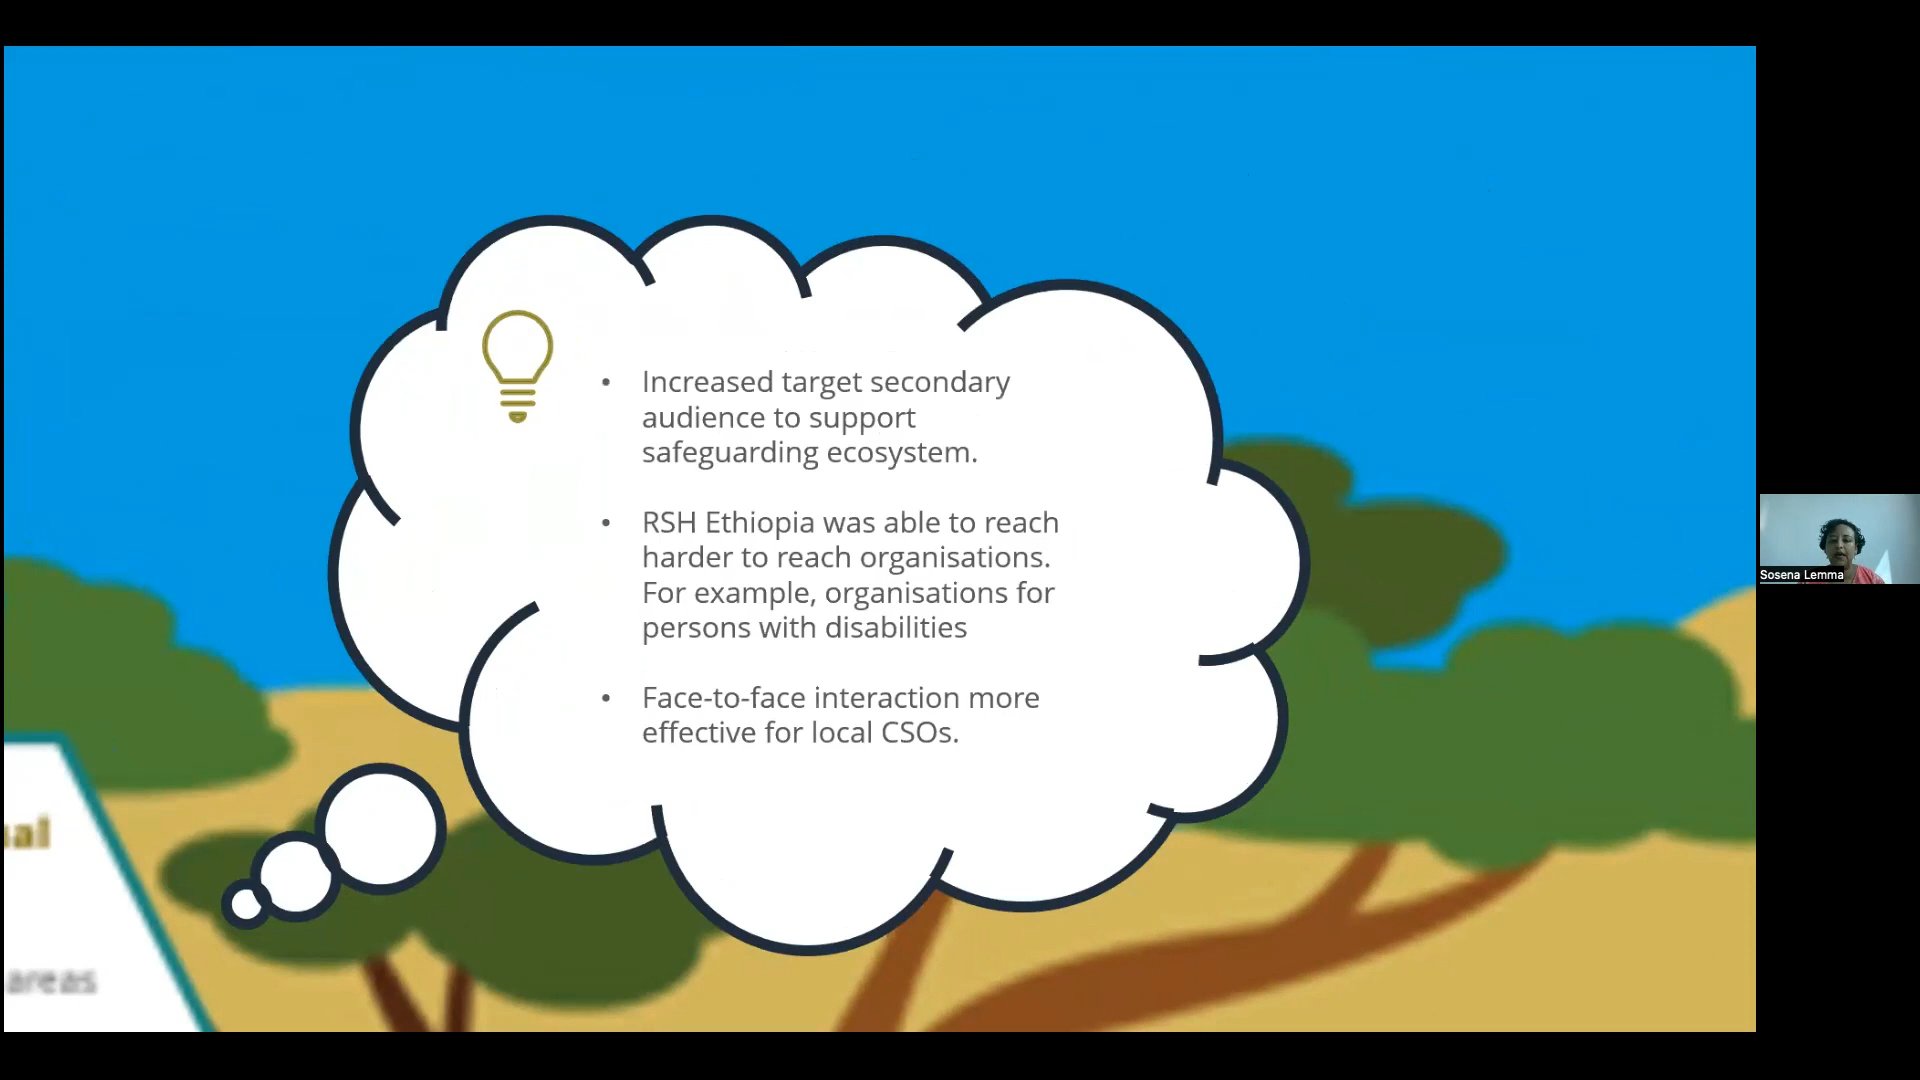 • Increased target secondary
audience to support
safeguarding ecosystem.
• RSH Ethiopia was able to reach
harder to reach organisations.
For example, organisations for
persons with disabilities
• Face-to-face interaction more
effective for local CSOs.
areas
Sosena Lemma